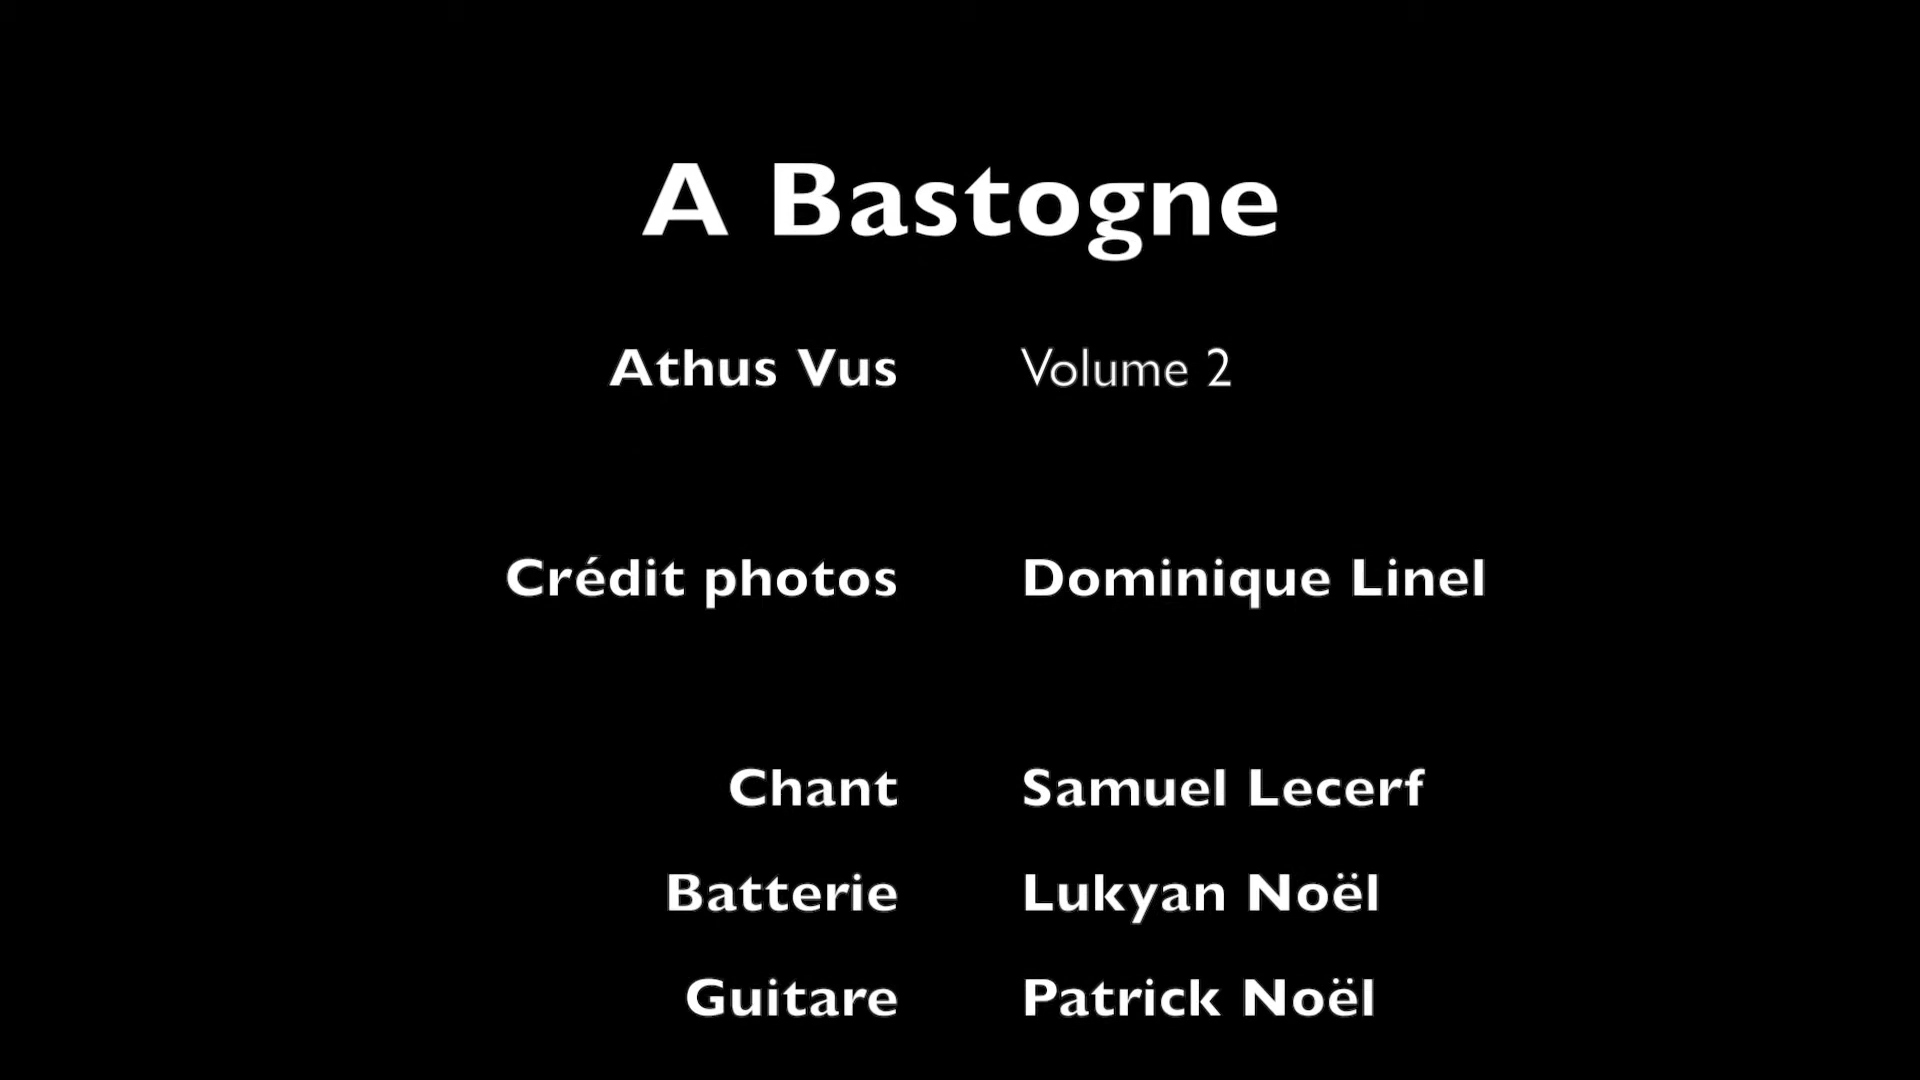 A Bastogne
Athus Vus Volume 2
Crédit photos Dominique Linel
Chant Samuel Lecerf
Batterie Lukyan Noël
Guitare Patrick Noël